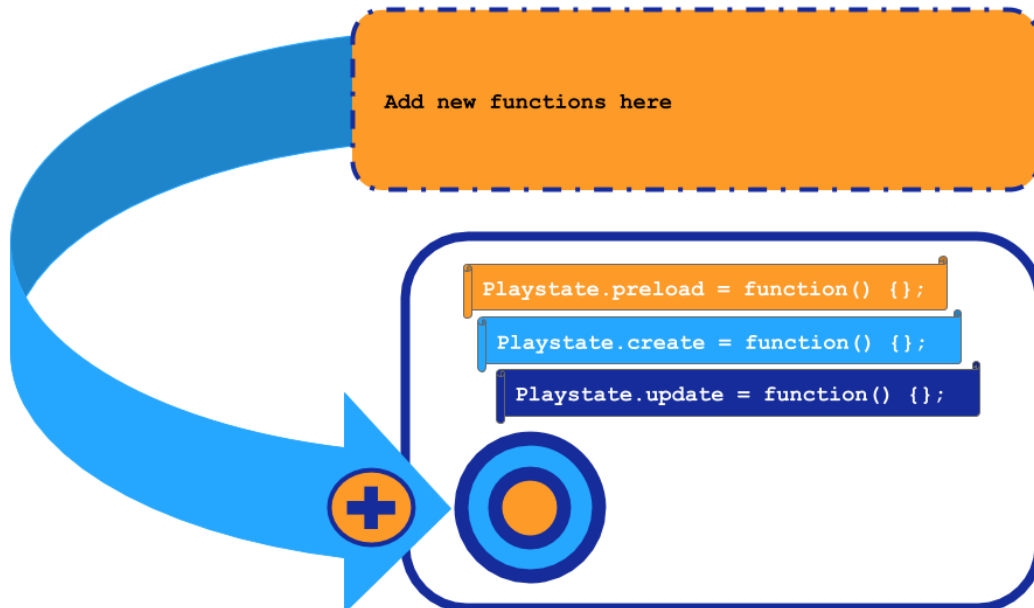 Add new functions here
Playstate.preload = function() {};
Playstate.create = function() {};
Playstate.update = function() {};